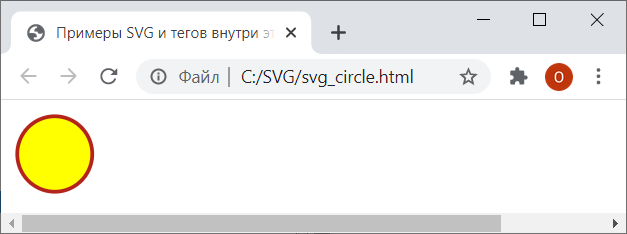 Примеры SVG и тегов внутри эт
Файл | C:/SVG/svg_circle.html
O